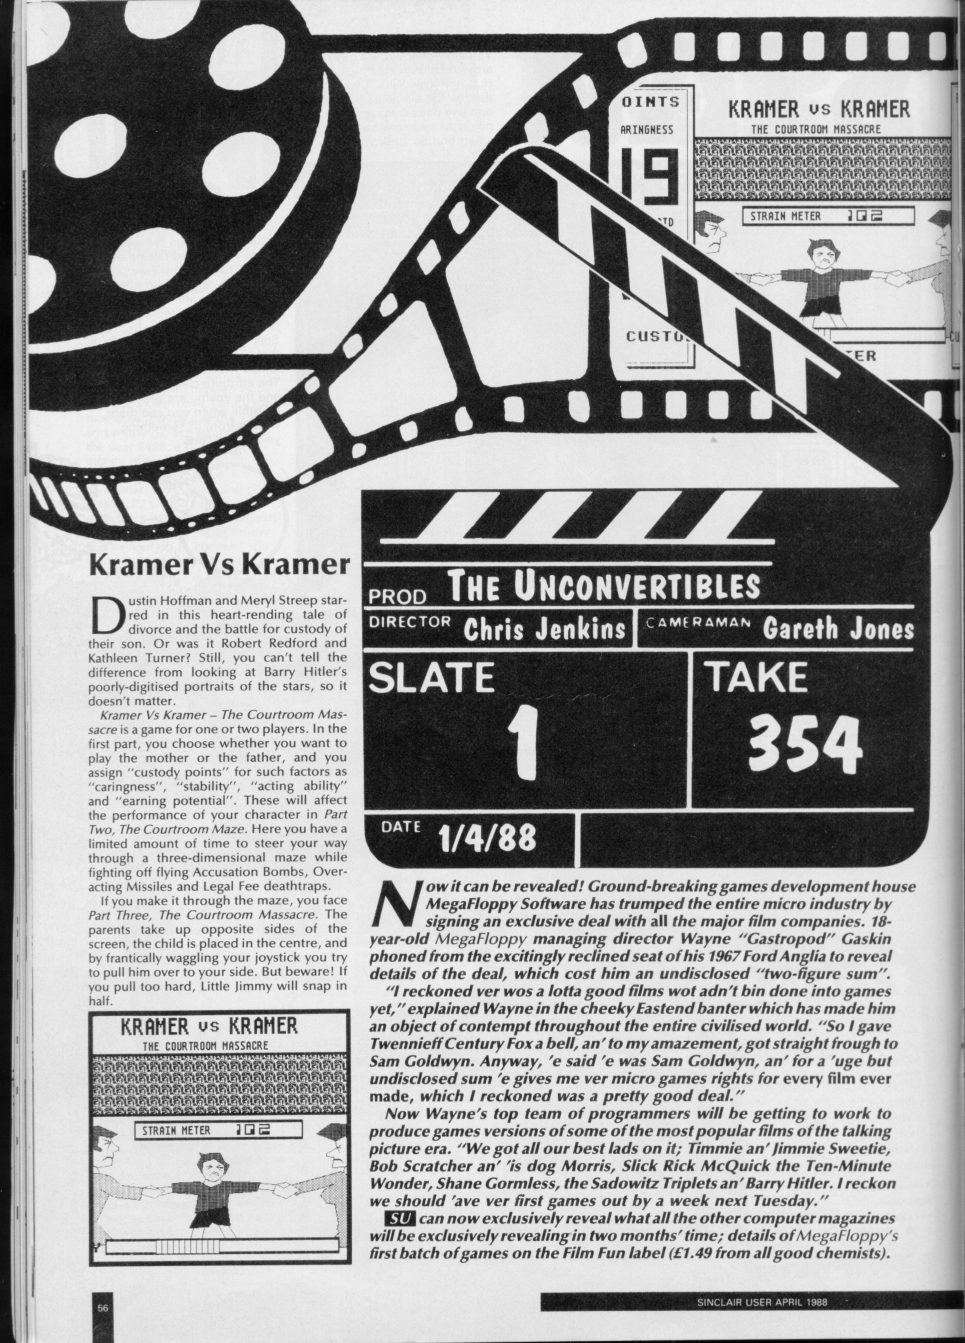 OINTS
ARINGNESS
19
CUSTO
KRAMER vs KRAMER
THE COURTROOM MASSACRE
STRAIN METER 102
TER
Kramer Vs Kramer
Dustin Hoffman and Meryl Streep star-
red in this heart-rending tale of
divorce and the battle for custody of
their son. Or was it Robert Redford and
Kathleen Turner? Still, you can't tell the
difference from looking at Barry Hitler's
poorly-digitised portraits of the stars, so it
doesn't matter.
Kramer Vs Kramer – The Courtroom Mas-
sacre is a game for one or two players. In the
first part, you choose whether you want to
play the mother or the father, and you
assign "custody points" for such factors as
"caringness", "stability", "acting ability"
and "earning potential". These will affect
the performance of your character in Part
Two, The Courtroom Maze. Here you have a
limited amount of time to steer your way
through a three-dimensional maze while
fighting off flying Accusation Bombs, Over-
acting Missiles and Legal Fee deathtraps.
If you make it through the maze, you face
Part Three, The Courtroom Massacre. The
parents take up opposite sides of the
screen, the child is placed in the centre, and
by frantically waggling your joystick you try
to pull him over to your side. But beware! If
you pull too hard, Little Jimmy will snap in
half.
KRAMER vs KRAMER
THE COURTROOM MASSACRE
STRAIN METER 102
PROD THE UNCONVERTIBLES
DIRECTOR Chris Jenkins CAMERAMAN Gareth Jones
SLATE TAKE
1 354
DATE 1/4/88
Now it can be revealed! Ground-breaking games development house
MegaFloppy Software has trumped the entire micro industry by
signing an exclusive deal with all the major film companies. 18-
year-old MegaFloppy managing director Wayne "Gastropod" Gaskin
phoned from the excitingly reclined seat of his 1967 Ford Anglia to reveal
details of the deal, which cost him an undisclosed "two-figure sum".
"I reckoned ver wos a lotta good films wot adn't bin done into games
yet," explained Wayne in the cheeky Eastend banter which has made him
an object of contempt throughout the entire civilised world. "So I gave
Twennieff Century Fox a bell, an' to my amazement, got straight frough to
Sam Goldwyn. Anyway, 'e said 'e was Sam Goldwyn, an' for a 'uge but
undisclosed sum 'e gives me ver micro games rights for every film ever
made, which I reckoned was a pretty good deal."
Now Wayne's top team of programmers will be getting to work to
produce games versions of some of the most popular films of the talking
picture era. "We got all our best lads on it; Timmie an' Jimmie Sweetie,
Bob Scratcher an' 'is dog Morris, Slick Rick McQuick the Ten-Minute
Wonder, Shane Gormless, the Sadowitz Triplets an' Barry Hitler. I reckon
we should 'ave ver first games out by a week next Tuesday."
SU can now exclusively reveal what all the other computer magazines
will be exclusively revealing in two months' time; details of MegaFloppy's
first batch of games on the Film Fun label (£1.49 from all good chemists).
56
SINCLAIR USER APRIL 1988